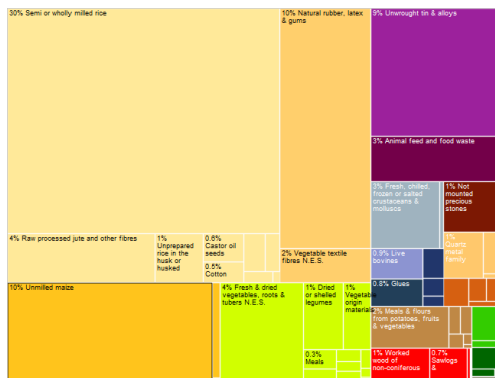 30% Semi or wholly milled rice
10% Natural rubber, latex
& gums
9% Unwrought tin & alloys
3% Animal feed and food waste
3% Fresh, chilled,
frozen or salted
crustaceans &
molluscs
1% Not
mounted
precious
stones
4% Raw processed jute and other fibres
1%
Unprepared
rice in the
husk or
husked
0.6%
Castor oil
seeds
0.5%
Cotton
2% Vegetable textile
fibres N.E.S.
1%
Quartz
metal
family
0.9% Live
bovines
0.8% Glues
10% Unmilled maize
4% Fresh & dried
vegetables, roots &
tubers N.E.S.
1% Dried
or shelled
legumes
1%
Vegetable
origin
materials
0.3%
Meals
2% Meals & flours
from potatoes, fruits
& vegetables
1% Worked
wood of
non-coniferous
0.7%
Sawlogs
&